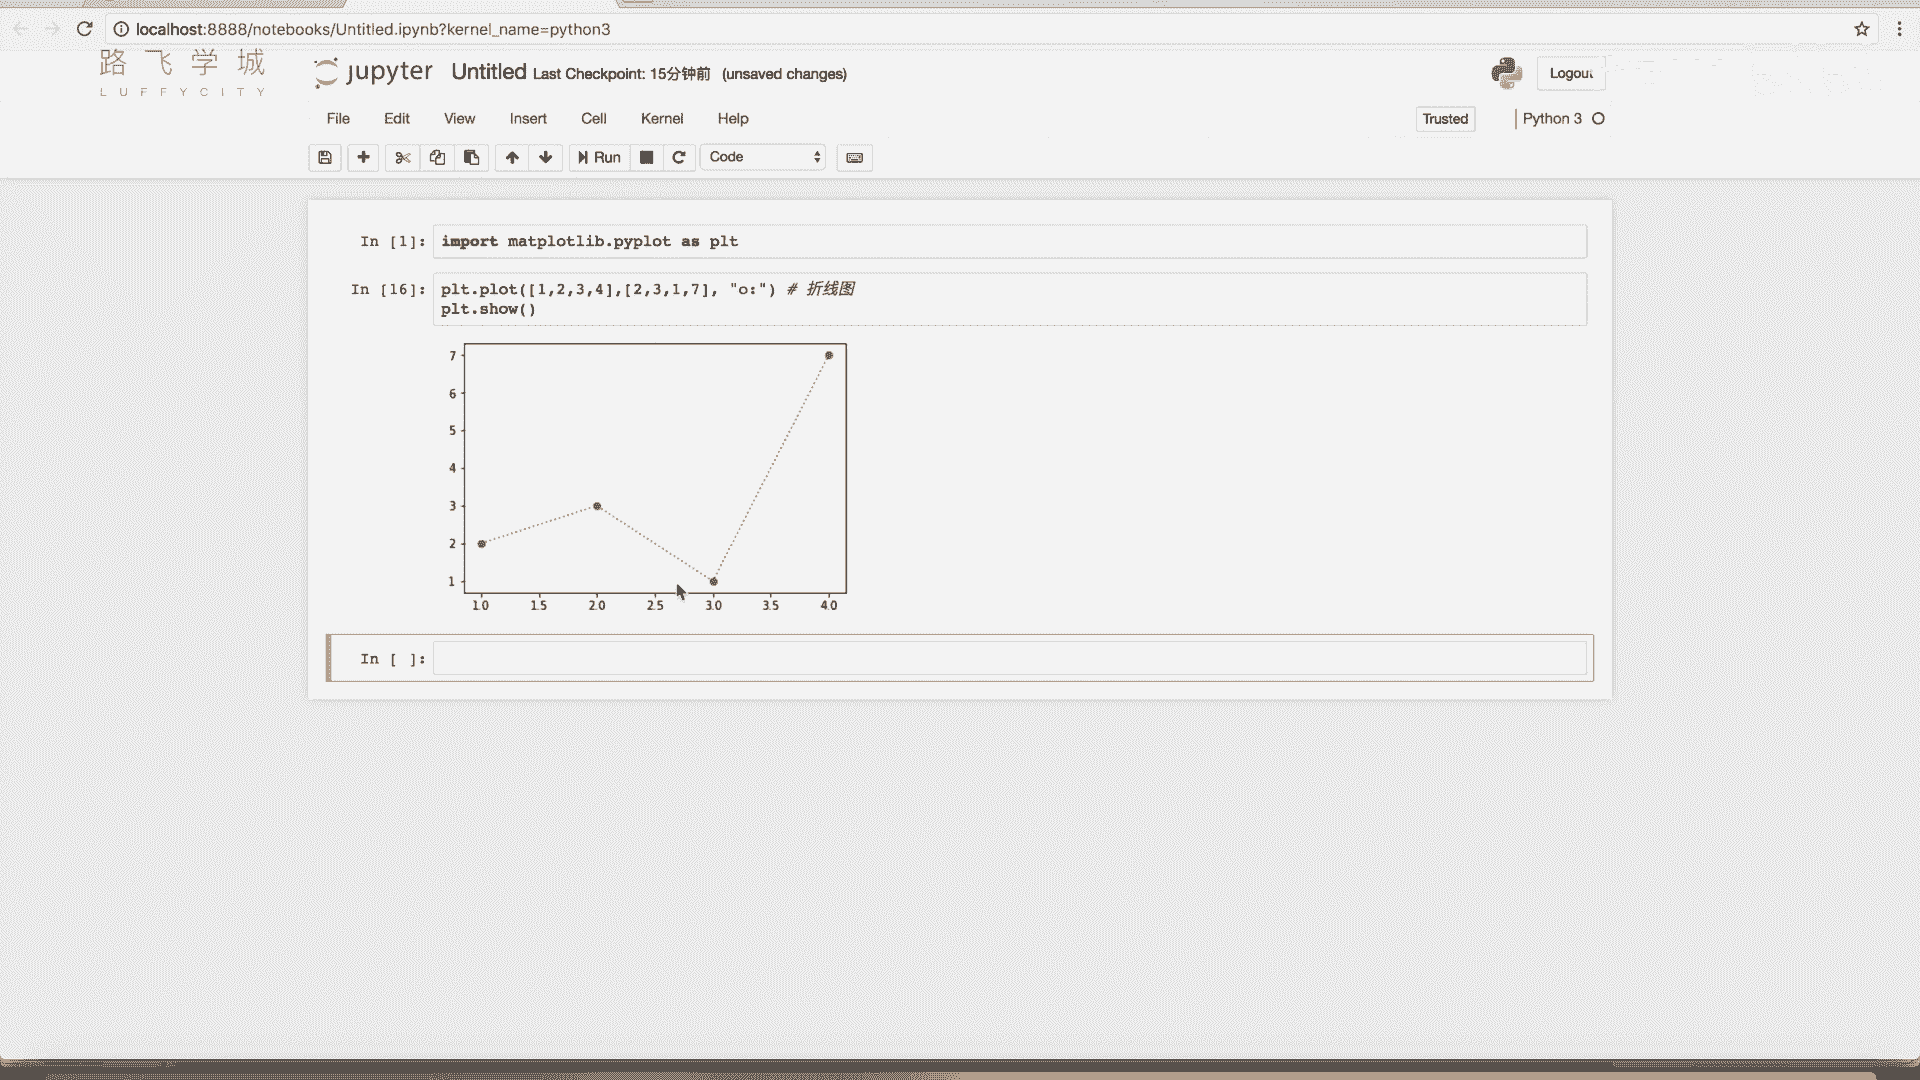 localhost:8888/notebooks/Untitled.ipynb?kernel_name=python3
路飞学城
LUFFYCITY
jupyter Untitled Last Checkpoint: 15分钟前 (unsaved changes)
Logout
File Edit View Insert Cell Kernel Help
Trusted
Python 3
Run
Code
In [1]: import matplotlib.pyplot as plt
In [16]: plt.plot([1,2,3,4],[2,3,1,7], "o:") # 折线图
plt.show()
7
6
5
4
3
2
1
1.0 1.5 2.0 2.5 3.0 3.5 4.0
In [ ]: